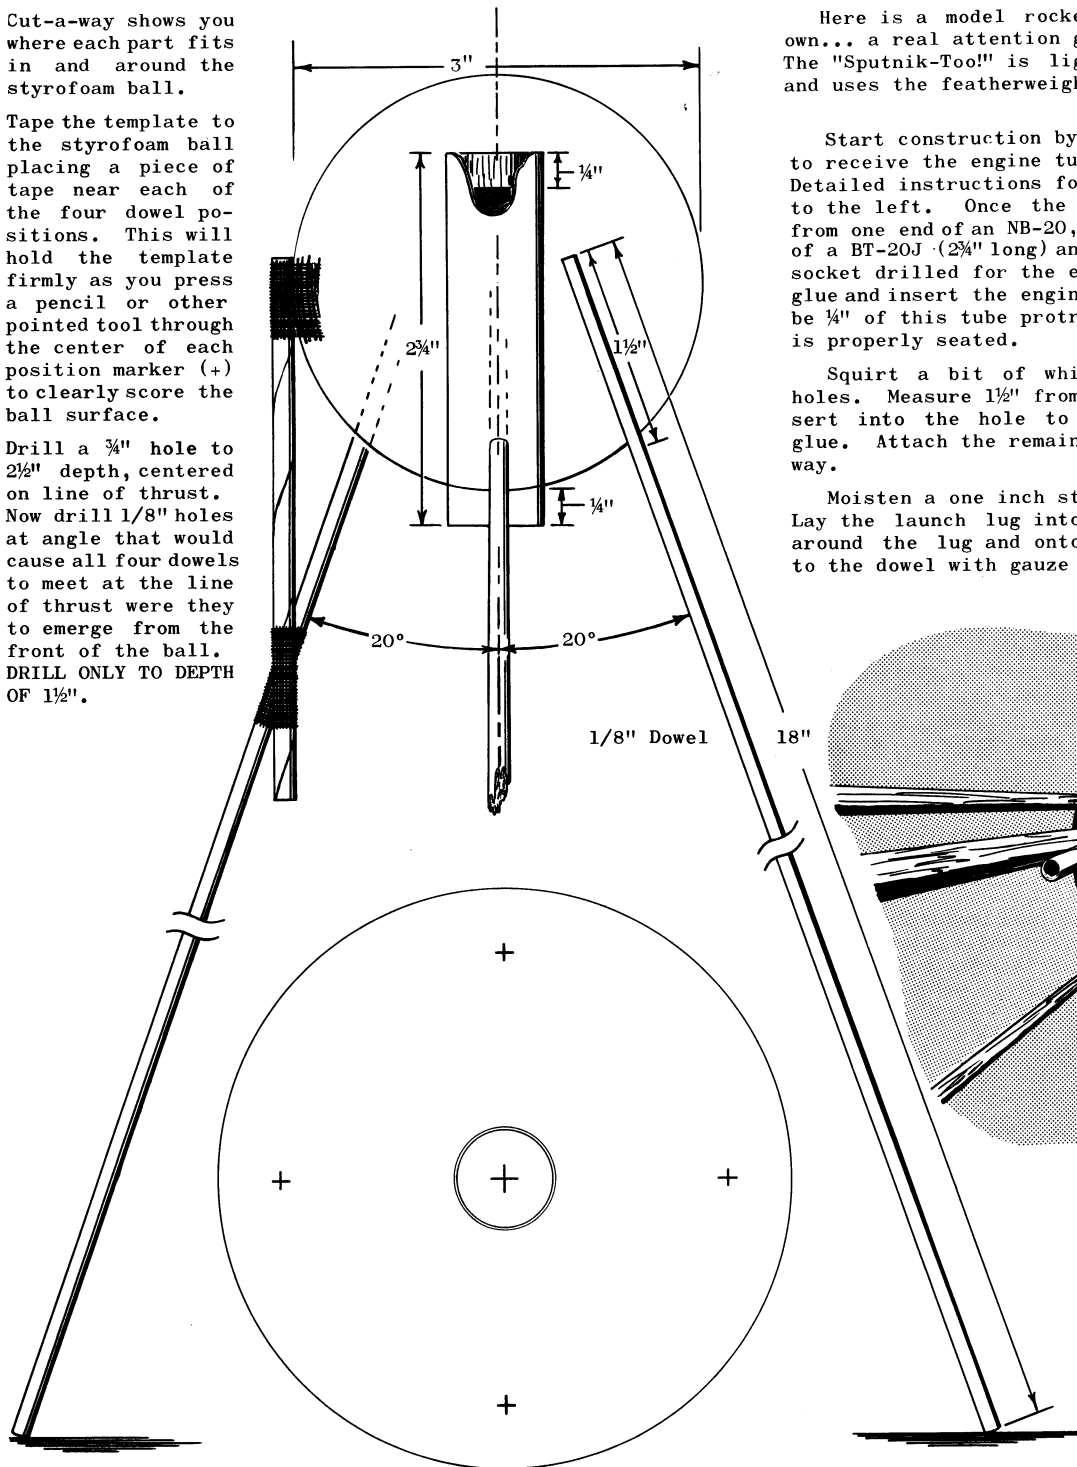 Cut-a-way shows you
where each part fits
in and around the
styrofoam ball.
Tape the template to
the styrofoam ball
placing a piece of
tape near each of
the four dowel po-
sitions. This will
hold the template
firmly as you press
a pencil or other
pointed tool through
the center of each
position marker (+)
to clearly score the
ball surface.
Drill a ¾" hole to
2½" depth, centered
on line of thrust.
Now drill 1/8" holes
at angle that would
cause all four dowels
to meet at the line
of thrust were they
to emerge from the
front of the ball.
DRILL ONLY TO DEPTH
OF 1½".
3"
¼"
2¾"
1½"
¼"
20°
20°
1/8" Dowel
18"
Here is a model rocke
own... a real attention g
The "Sputnik-Too!" is lig
and uses the featherweigh
Start construction by
to receive the engine tu
Detailed instructions fo
to the left. Once the
from one end of an NB-20,
of a BT-20J (2¾" long) an
socket drilled for the e
glue and insert the engin
be ¼" of this tube protr
is properly seated.
Squirt a bit of whi
holes. Measure 1½" from
sert into the hole to
glue. Attach the remain
way.
Moisten a one inch st
Lay the launch lug into
around the lug and onto
to the dowel with gauze